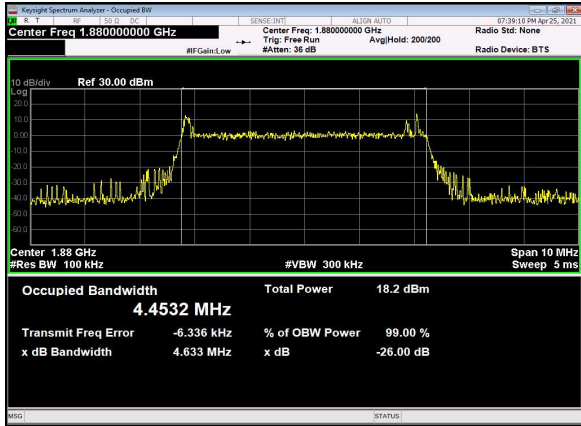 Keysight Spectrum Analyzer - Occupied BW
R T RF 50 Ω DC SENSE:INT ALIGN AUTO 07:39:10 PM Apr 25, 2021
Center Freq 1.880000000 GHz Center Freq: 1.880000000 GHz Radio Std: None
Trig: Free Run Avg|Hold: 200/200
#IFGain:Low #Atten: 36 dB Radio Device: BTS
10 dB/div Ref 30.00 dBm
Log
20.0
10.0
0.00
-10.0
-20.0
-30.0
-40.0
-50.0
-60.0
Center 1.88 GHz Span 10 MHz
#Res BW 100 kHz #VBW 300 kHz Sweep 5 ms
Occupied Bandwidth Total Power 18.2 dBm
4.4532 MHz
Transmit Freq Error -6.336 kHz % of OBW Power 99.00 %
x dB Bandwidth 4.633 MHz x dB -26.00 dB
MSG STATUS